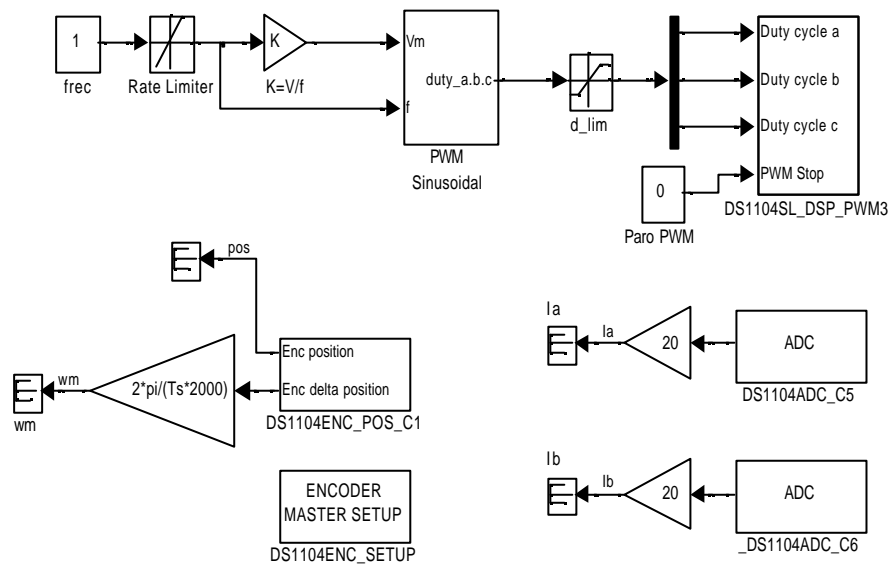 1
frec
Rate Limiter
K
K=V/f
Vm
f
duty_a.b.c
PWM
Sinusoidal
d_lim
Duty cycle a
Duty cycle b
Duty cycle c
PWM Stop
DS1104SL_DSP_PWM3
0
Paro PWM
pos
Enc position
Enc delta position
DS1104ENC_POS_C1
2*pi/(Ts*2000)
wm
wm
ENCODER
MASTER SETUP
DS1104ENC_SETUP
Ia
Ia
20
ADC
DS1104ADC_C5
Ib
Ib
20
ADC
_DS1104ADC_C6